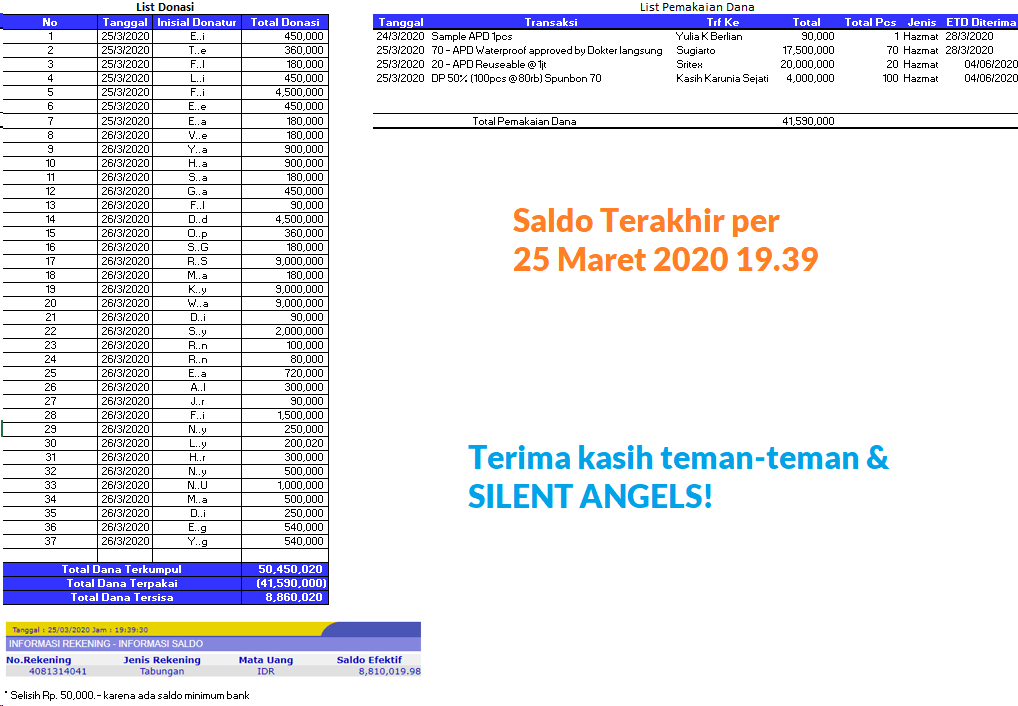 List Donasi
No Tanggal Inisial Donatur Total Donasi
1 25/3/2020 E..i 450,000
2 25/3/2020 T..e 360,000
3 25/3/2020 F..l 180,000
4 25/3/2020 L..i 450,000
5 25/3/2020 F..i 4,500,000
6 25/3/2020 E..e 450,000
7 25/3/2020 E..a 180,000
8 26/3/2020 V..e 180,000
9 26/3/2020 Y..a 900,000
10 26/3/2020 H..a 900,000
11 26/3/2020 S..a 180,000
12 26/3/2020 G..a 450,000
13 26/3/2020 F..l 90,000
14 26/3/2020 D..d 4,500,000
15 26/3/2020 O..p 360,000
16 26/3/2020 S..G 180,000
17 26/3/2020 R..S 9,000,000
18 26/3/2020 M..a 180,000
19 26/3/2020 K..y 9,000,000
20 26/3/2020 W..a 9,000,000
21 26/3/2020 D..i 90,000
22 26/3/2020 S..y 2,000,000
23 26/3/2020 R..n 100,000
24 26/3/2020 R..n 80,000
25 26/3/2020 E..a 720,000
26 26/3/2020 A..l 300,000
27 26/3/2020 J..r 90,000
28 26/3/2020 F..i 1,500,000
29 26/3/2020 N..y 250,000
30 26/3/2020 L..y 200,020
31 26/3/2020 H..r 300,000
32 26/3/2020 N..y 500,000
33 26/3/2020 N..U 1,000,000
34 26/3/2020 M..a 500,000
35 26/3/2020 D..i 250,000
36 26/3/2020 E..g 540,000
37 26/3/2020 Y..g 540,000
Total Dana Terkumpul 50,450,020
Total Dana Terpakai (41,590,000)
Total Dana Tersisa 8,860,020
List Pemakaian Dana
Tanggal Transaksi Trf Ke Total Total Pcs Jenis ETD Diterima
24/3/2020 Sample APD 1pcs Yulia K Berlian 90,000 1 Hazmat 28/3/2020
25/3/2020 70 - APD Waterproof approved by Dokter langsung Sugiarto 17,500,000 70 Hazmat 28/3/2020
25/3/2020 20 - APD Reuseable @ 1jt Sritex 20,000,000 20 Hazmat 04/06/2020
25/3/2020 DP 50% (100pcs @ 80rb) Spunbon 70 Kasih Karunia Sejati 4,000,000 100 Hazmat 04/06/2020
Total Pemakaian Dana 41,590,000
Saldo Terakhir per
25 Maret 2020 19.39
Terima kasih teman-teman &
SILENT ANGELS!
Tanggal : 25/03/2020 Jam : 19:39:30
INFORMASI REKENING - INFORMASI SALDO
No.Rekening Jenis Rekening Mata Uang Saldo Efektif
4081314041 Tabungan IDR 8,810,019.98
* Selisih Rp. 50,000.- karena ada saldo minimum bank